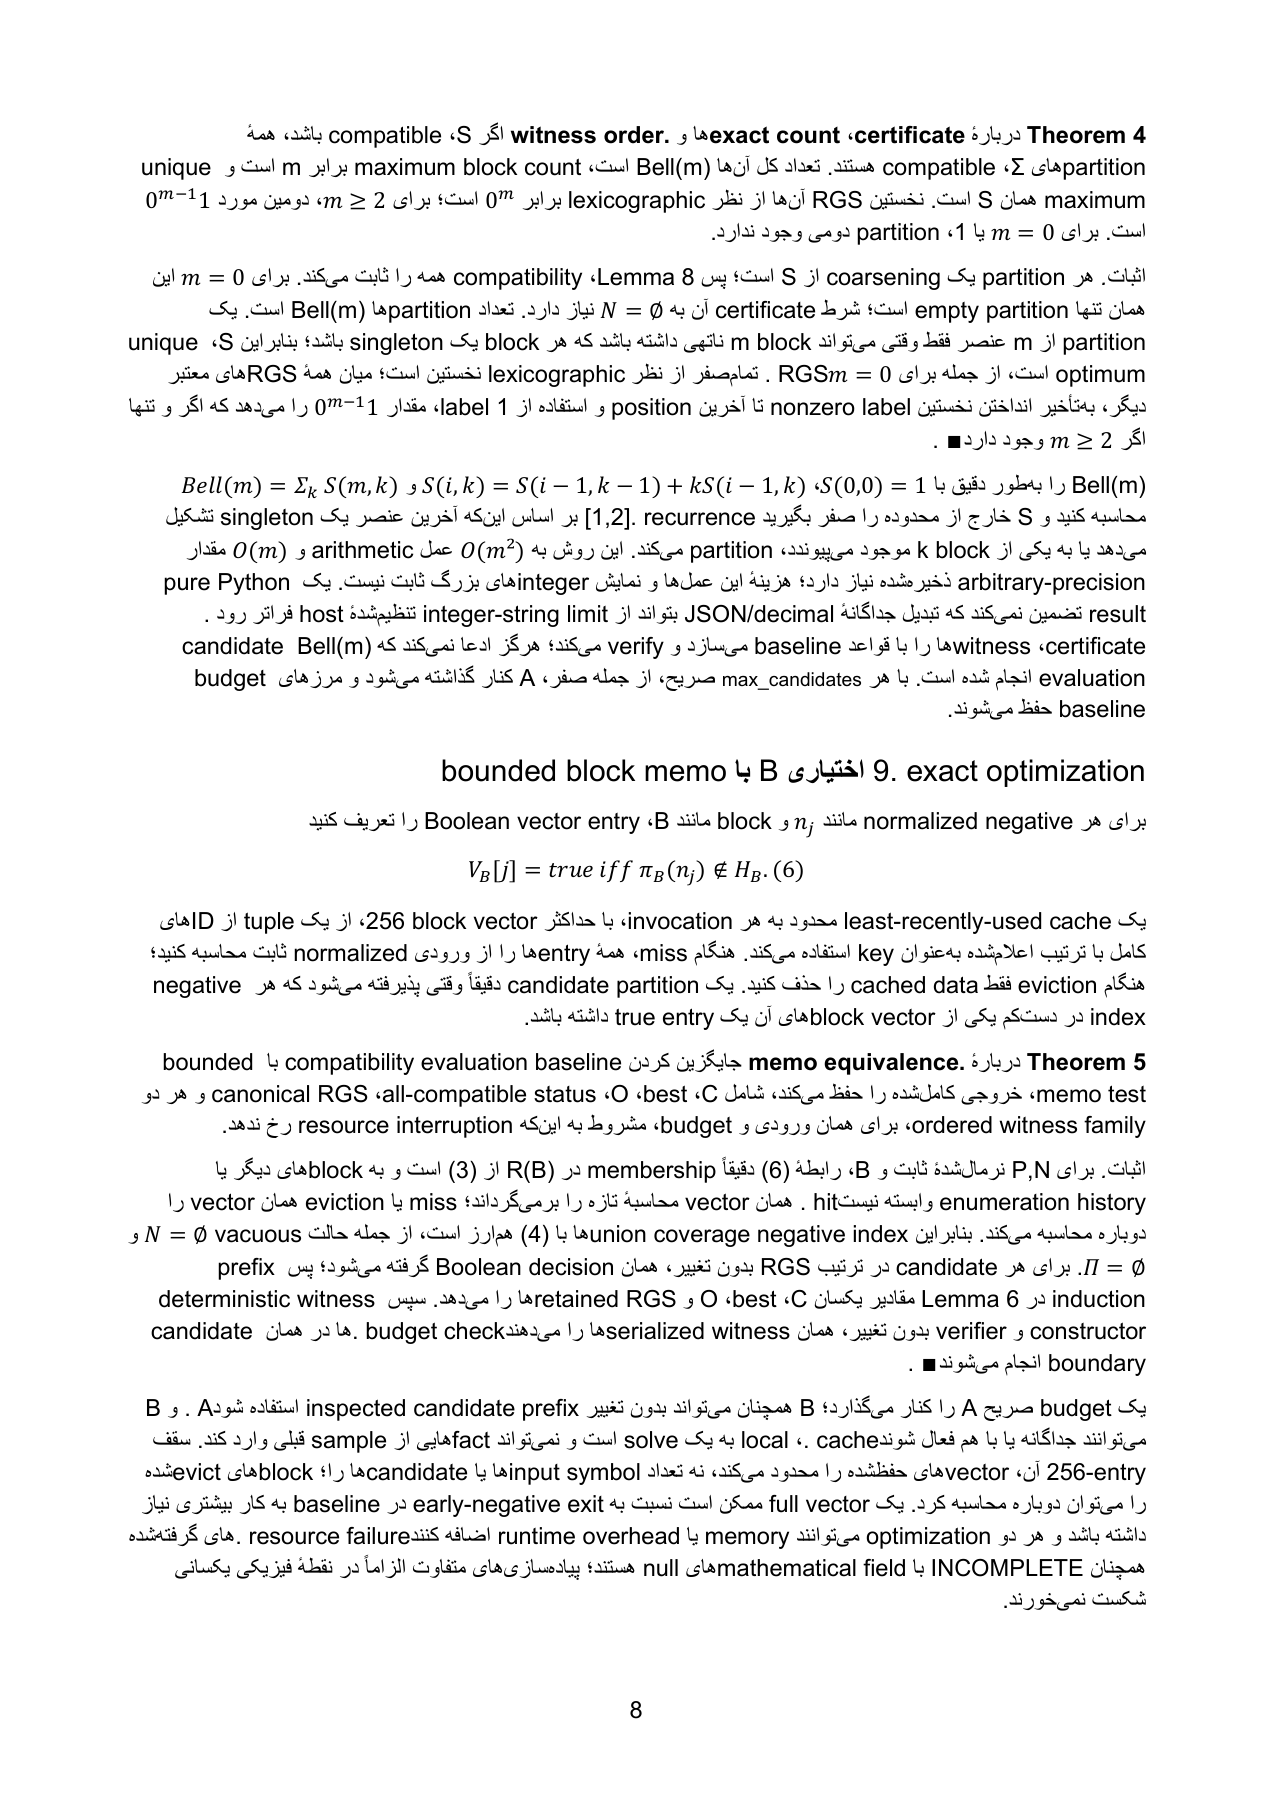 Theorem 4 دربارهٔ exact count ،certificateها و witness order. اگر S، compatible باشد، همهٔ
partitionهای Σ، compatible هستند. تعداد کل آن‌ها Bell(m) است، maximum block count برابر m است و unique
maximum همان S است. نخستین RGS آن‌ها از نظر lexicographic برابر 0^m است؛ برای m ≥ 2، دومین مورد 0^{m−1}1
است. برای m = 0 یا 1، partition دومی وجود ندارد.
اثبات. هر partition یک coarsening از S است؛ پس Lemma 8، compatibility همه را ثابت می‌کند. برای m = 0 این
همان تنها empty partition است؛ شرط certificate آن به N = ∅ نیاز دارد. تعداد partitionها Bell(m) است. یک
partition از m عنصر فقط وقتی می‌تواند m block ناتهی داشته باشد که هر block یک singleton باشد؛ بنابراین S، unique
optimum است، از جمله برای m = 0‏ RGS . تمام‌صفر از نظر lexicographic نخستین است؛ میان همهٔ RGSهای معتبر
دیگر، به‌تأخیر انداختن نخستین nonzero label تا آخرین position و استفاده از label 1، مقدار 0^{m−1}1 را می‌دهد که اگر و تنها
اگر m ≥ 2 وجود دارد■ .
Bell(m) را به‌طور دقیق با S(0,0) = 1، S(i, k) = S(i − 1, k − 1) + kS(i − 1, k) و Bell(m) = Σ_k S(m, k)
محاسبه کنید و S خارج از محدوده را صفر بگیرید [1,2]. recurrence بر اساس این‌که آخرین عنصر یک singleton تشکیل
می‌دهد یا به یکی از k block موجود می‌پیوندد، partition می‌کند. این روش به O(m²) عمل arithmetic و O(m) مقدار
arbitrary-precision ذخیره‌شده نیاز دارد؛ هزینهٔ این عمل‌ها و نمایش integerهای بزرگ ثابت نیست. یک pure Python
result تضمین نمی‌کند که تبدیل جداگانهٔ JSON/decimal بتواند از integer-string limit تنظیم‌شدهٔ host فراتر رود .
witness ،certificateها را با قواعد baseline می‌سازد و verify می‌کند؛ هرگز ادعا نمی‌کند که Bell(m) candidate
evaluation انجام شده است. با هر max_candidates صریح، از جمله صفر، A کنار گذاشته می‌شود و مرزهای budget
baseline حفظ می‌شوند.
9. exact optimization اختیاری B با bounded block memo
برای هر normalized negative مانند n_j و block مانند B، Boolean vector entry را تعریف کنید
V_B[j] = true iff π_B(n_j) ∉ H_B. (6)
یک least-recently-used cache محدود به هر invocation، با حداکثر 256 block vector، از یک tuple از IDهای
کامل با ترتیب اعلام‌شده به‌عنوان key استفاده می‌کند. هنگام miss، همهٔ entryها را از ورودی normalized ثابت محاسبه کنید؛
هنگام eviction فقط cached data را حذف کنید. یک candidate partition دقیقاً وقتی پذیرفته می‌شود که هر negative
index در دست‌کم یکی از block vectorهای آن یک true entry داشته باشد.
Theorem 5 دربارهٔ memo equivalence. جایگزین کردن compatibility evaluation baseline با bounded
memo test، خروجی کامل‌شده را حفظ می‌کند، شامل O ،best ،C، all-compatible status، canonical RGS و هر دو
ordered witness family، برای همان ورودی و budget، مشروط به این‌که resource interruption رخ ندهد.
اثبات. برای P,N نرمال‌شدهٔ ثابت و B، رابطهٔ (6) دقیقاً membership در R(B) از (3) است و به blockهای دیگر یا
enumeration history وابسته نیستhit . همان vector محاسبهٔ تازه را برمی‌گرداند؛ miss یا eviction همان vector را
دوباره محاسبه می‌کند. بنابراین union coverage negative indexها با (4) هم‌ارز است، از جمله حالت vacuous N = ∅ و
Π = ∅. برای هر candidate در ترتیب RGS بدون تغییر، همان Boolean decision گرفته می‌شود؛ پس prefix
induction در Lemma 6 مقادیر یکسان O ،best ،C و retained RGSها را می‌دهد. سپس deterministic witness
constructor و verifier بدون تغییر، همان serialized witnessها را می‌دهندbudget check .ها در همان candidate
boundary انجام می‌شوند■ .
یک budget صریح A را کنار می‌گذارد؛ B همچنان می‌تواند بدون تغییر inspected candidate prefix استفاده شودA . و B
می‌توانند جداگانه یا با هم فعال شوندcache .، local به یک solve است و نمی‌تواند factهایی از sample قبلی وارد کند. سقف
256-entry آن، vectorهای حفظ‌شده را محدود می‌کند، نه تعداد input symbolها یا candidateها را؛ blockهای evictشده
را می‌توان دوباره محاسبه کرد. یک full vector ممکن است نسبت به early-negative exit در baseline به کار بیشتری نیاز
داشته باشد و هر دو optimization می‌توانند memory یا runtime overhead اضافه کنندresource failure .های گرفته‌شده
همچنان INCOMPLETE با mathematical fieldهای null هستند؛ پیاده‌سازی‌های متفاوت الزاماً در نقطهٔ فیزیکی یکسانی
شکست نمی‌خورند.
8